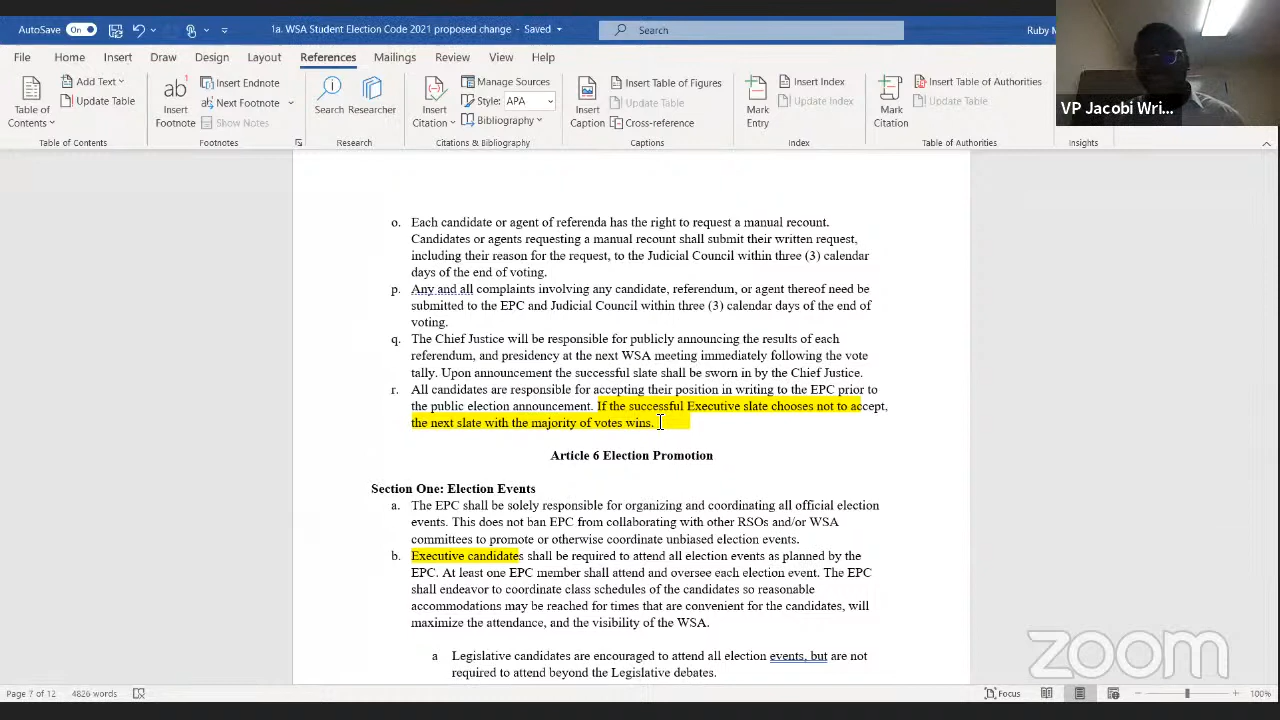 AutoSave On 1a. WSA Student Election Code 2021 proposed change - Saved Search Ruby M
File Home Insert Draw Design Layout References Mailings Review View Help
Table of Contents Add Text Update Table Table of Contents
Insert Footnote Insert Endnote Next Footnote Show Notes Footnotes
Search Researcher Research
Insert Citation Manage Sources Style: APA Bibliography Citations & Bibliography
Insert Caption Insert Table of Figures Update Table Cross-reference Captions
Mark Entry Insert Index Update Index Index
Mark Citation Insert Table of Authorities Update Table Table of Authorities
Insights
VP Jacobi Wri...
o. Each candidate or agent of referenda has the right to request a manual recount.
Candidates or agents requesting a manual recount shall submit their written request,
including their reason for the request, to the Judicial Council within three (3) calendar
days of the end of voting.
p. Any and all complaints involving any candidate, referendum, or agent thereof need be
submitted to the EPC and Judicial Council within three (3) calendar days of the end of
voting.
q. The Chief Justice will be responsible for publicly announcing the results of each
referendum, and presidency at the next WSA meeting immediately following the vote
tally. Upon announcement the successful slate shall be sworn in by the Chief Justice.
r. All candidates are responsible for accepting their position in writing to the EPC prior to
the public election announcement. If the successful Executive slate chooses not to accept,
the next slate with the majority of votes wins.
Article 6 Election Promotion
Section One: Election Events
a. The EPC shall be solely responsible for organizing and coordinating all official election
events. This does not ban EPC from collaborating with other RSOs and/or WSA
committees to promote or otherwise coordinate unbiased election events.
b. Executive candidates shall be required to attend all election events as planned by the
EPC. At least one EPC member shall attend and oversee each election event. The EPC
shall endeavor to coordinate class schedules of the candidates so reasonable
accommodations may be reached for times that are convenient for the candidates, will
maximize the attendance, and the visibility of the WSA.
a Legislative candidates are encouraged to attend all election events, but are not
required to attend beyond the Legislative debates.
zoom
Page 7 of 12 4826 words Focus 100%